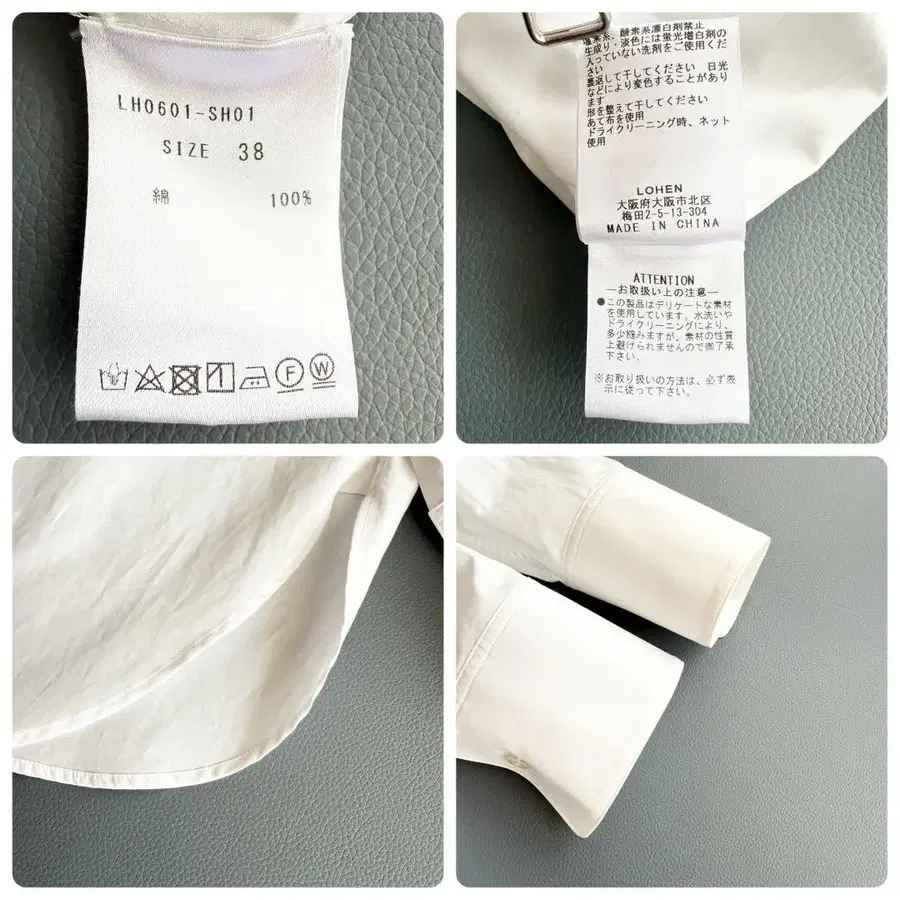 LH0601-SH01
SIZE 38
綿 100%
F
W
塩素系、酸素系漂白剤禁止
生成り・淡色には蛍光増白剤の
入っていない洗剤をご使用くだ
さい
裏返して干してください 日光
などにより変色することがあり
ます
形を整えて干してください
あて布を使用
ドライクリーニング時、ネット
使用
LOHEN
大阪府大阪市北区
梅田2-5-13-304
MADE IN CHINA
ATTENTION
―お取扱い上の注意―
●この製品はデリケートな素材
を使用しています。水洗いや
ドライクリーニングにより、
多少縮みますが、素材の性質
上避けられませんので御了承
下さい。
※お取り扱いの方法は、必ず表
示に従って下さい。